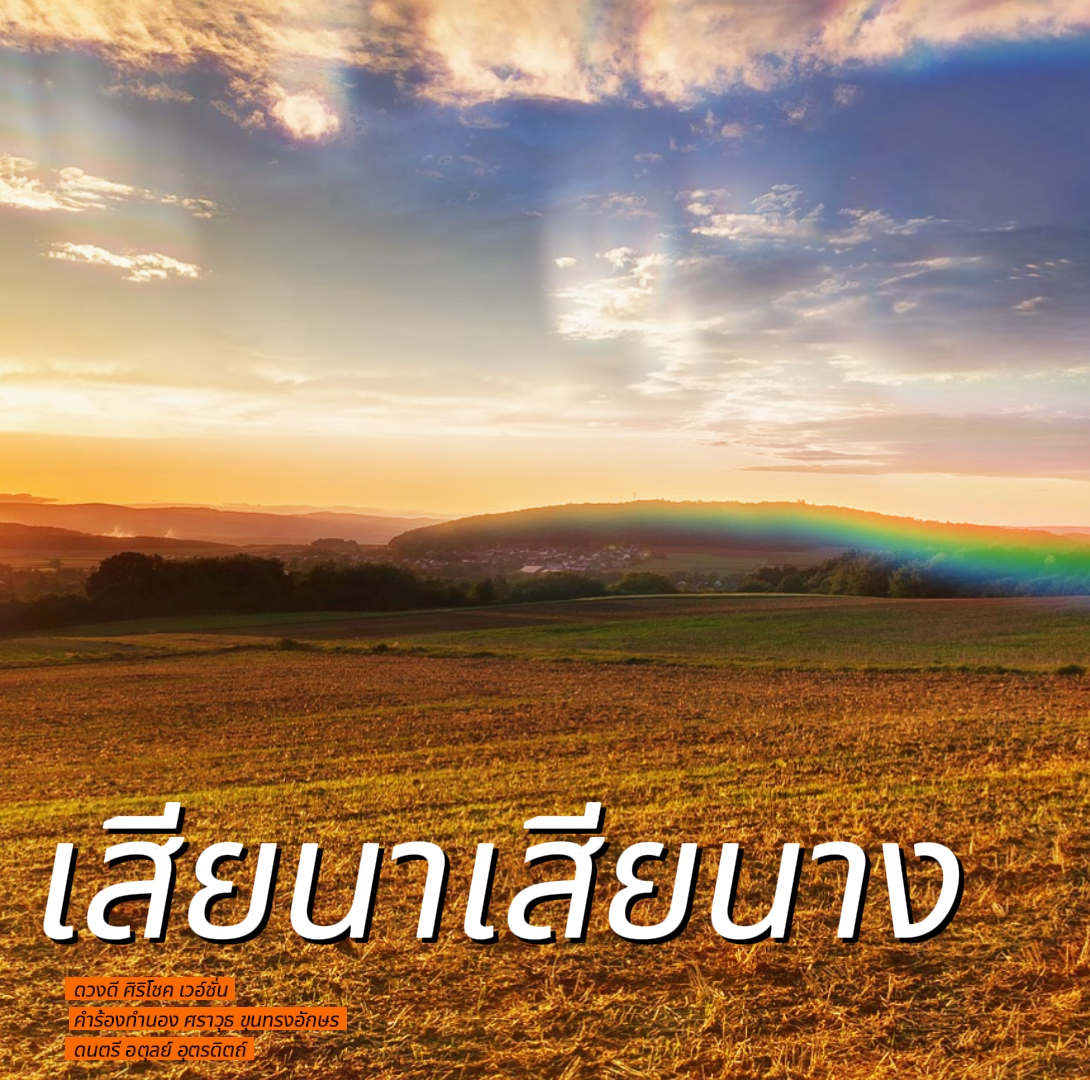 เสียนาเสียนาง
ดวงดี ศิริโชค เวอ์ชั่น
คำร้องทำนอง ศราวุธ ขุนทรงอักษร
ดนตรี อตุลย์ อุตรดิตถ์